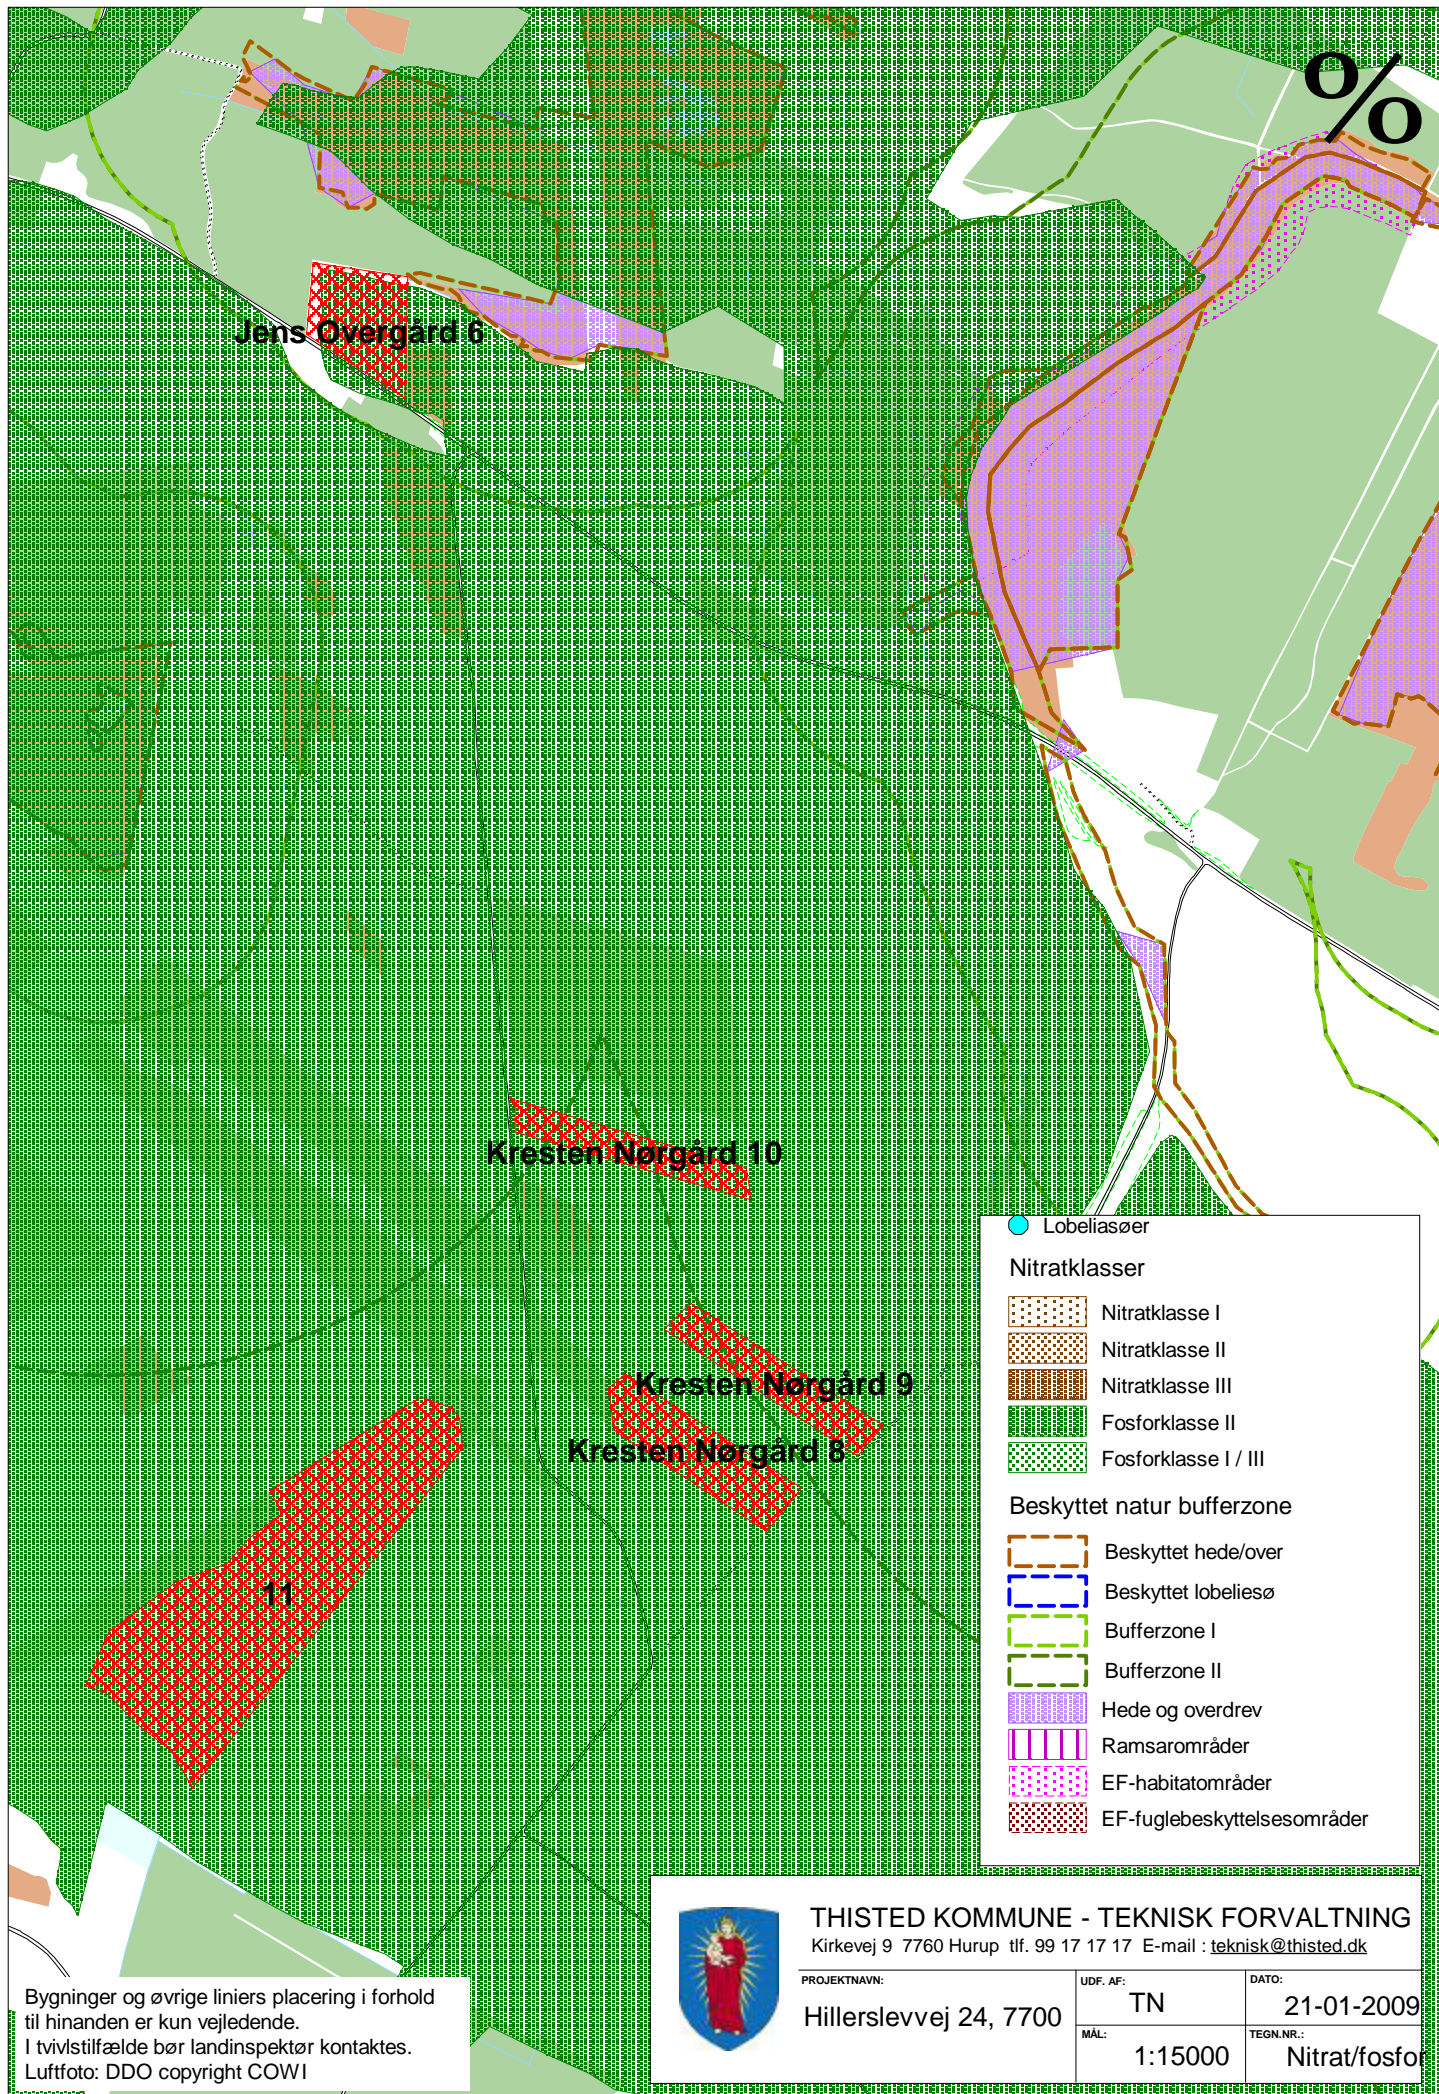 %
Jens Overgård 6
Kresten Nørgård 10
Kresten Nørgård 9
Kresten Nørgård 8
11
Lobeliasøer
Nitratklasser
Nitratklasse I
Nitratklasse II
Nitratklasse III
Fosforklasse II
Fosforklasse I / III
Beskyttet natur bufferzone
Beskyttet hede/over
Beskyttet lobeliesø
Bufferzone I
Bufferzone II
Hede og overdrev
Ramsarområder
EF-habitatområder
EF-fuglebeskyttelsesområder
THISTED KOMMUNE - TEKNISK FORVALTNING
Kirkevej 9 7760 Hurup tlf. 99 17 17 17 E-mail : teknisk@thisted.dk
PROJEKTNAVN:
Hillerslevvej 24, 7700
UDF. AF:
TN
DATO:
21-01-2009
MÅL:
1:15000
TEGN.NR.:
Nitrat/fosfor
Bygninger og øvrige liniers placering i forhold
til hinanden er kun vejledende.
I tvivlstilfælde bør landinspektør kontaktes.
Luftfoto: DDO copyright COWI